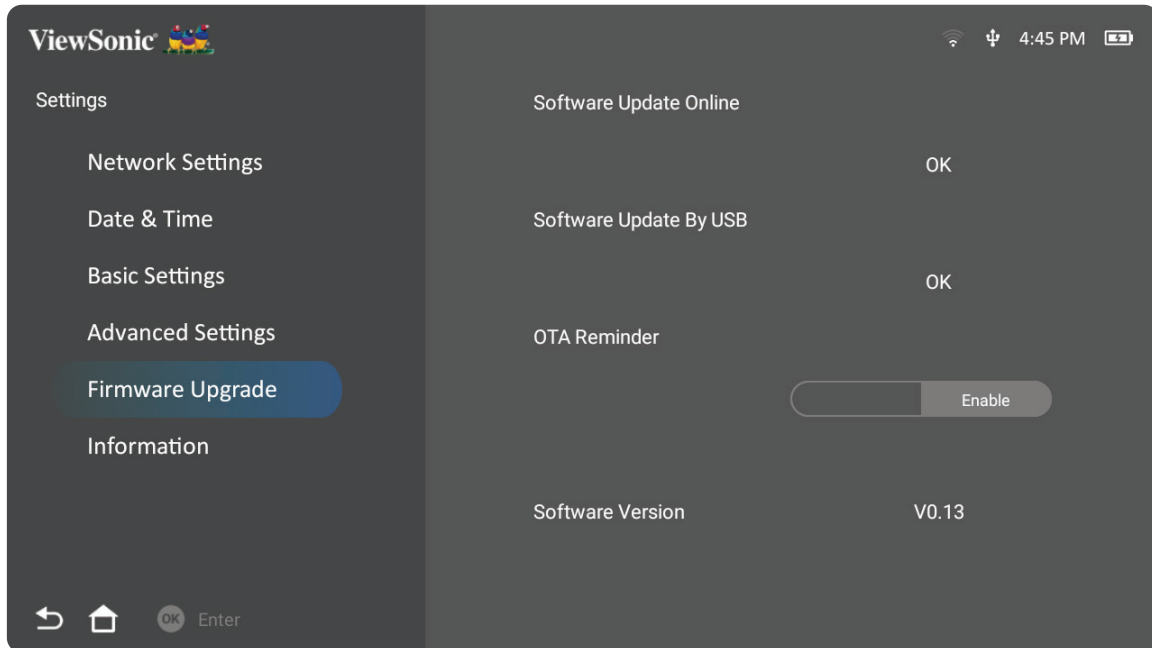 ViewSonic
4:45 PM
Settings
Network Settings
Date & Time
Basic Settings
Advanced Settings
Firmware Upgrade
Information
OK Enter
Software Update Online
OK
Software Update By USB
OK
OTA Reminder
Enable
Software Version V0.13